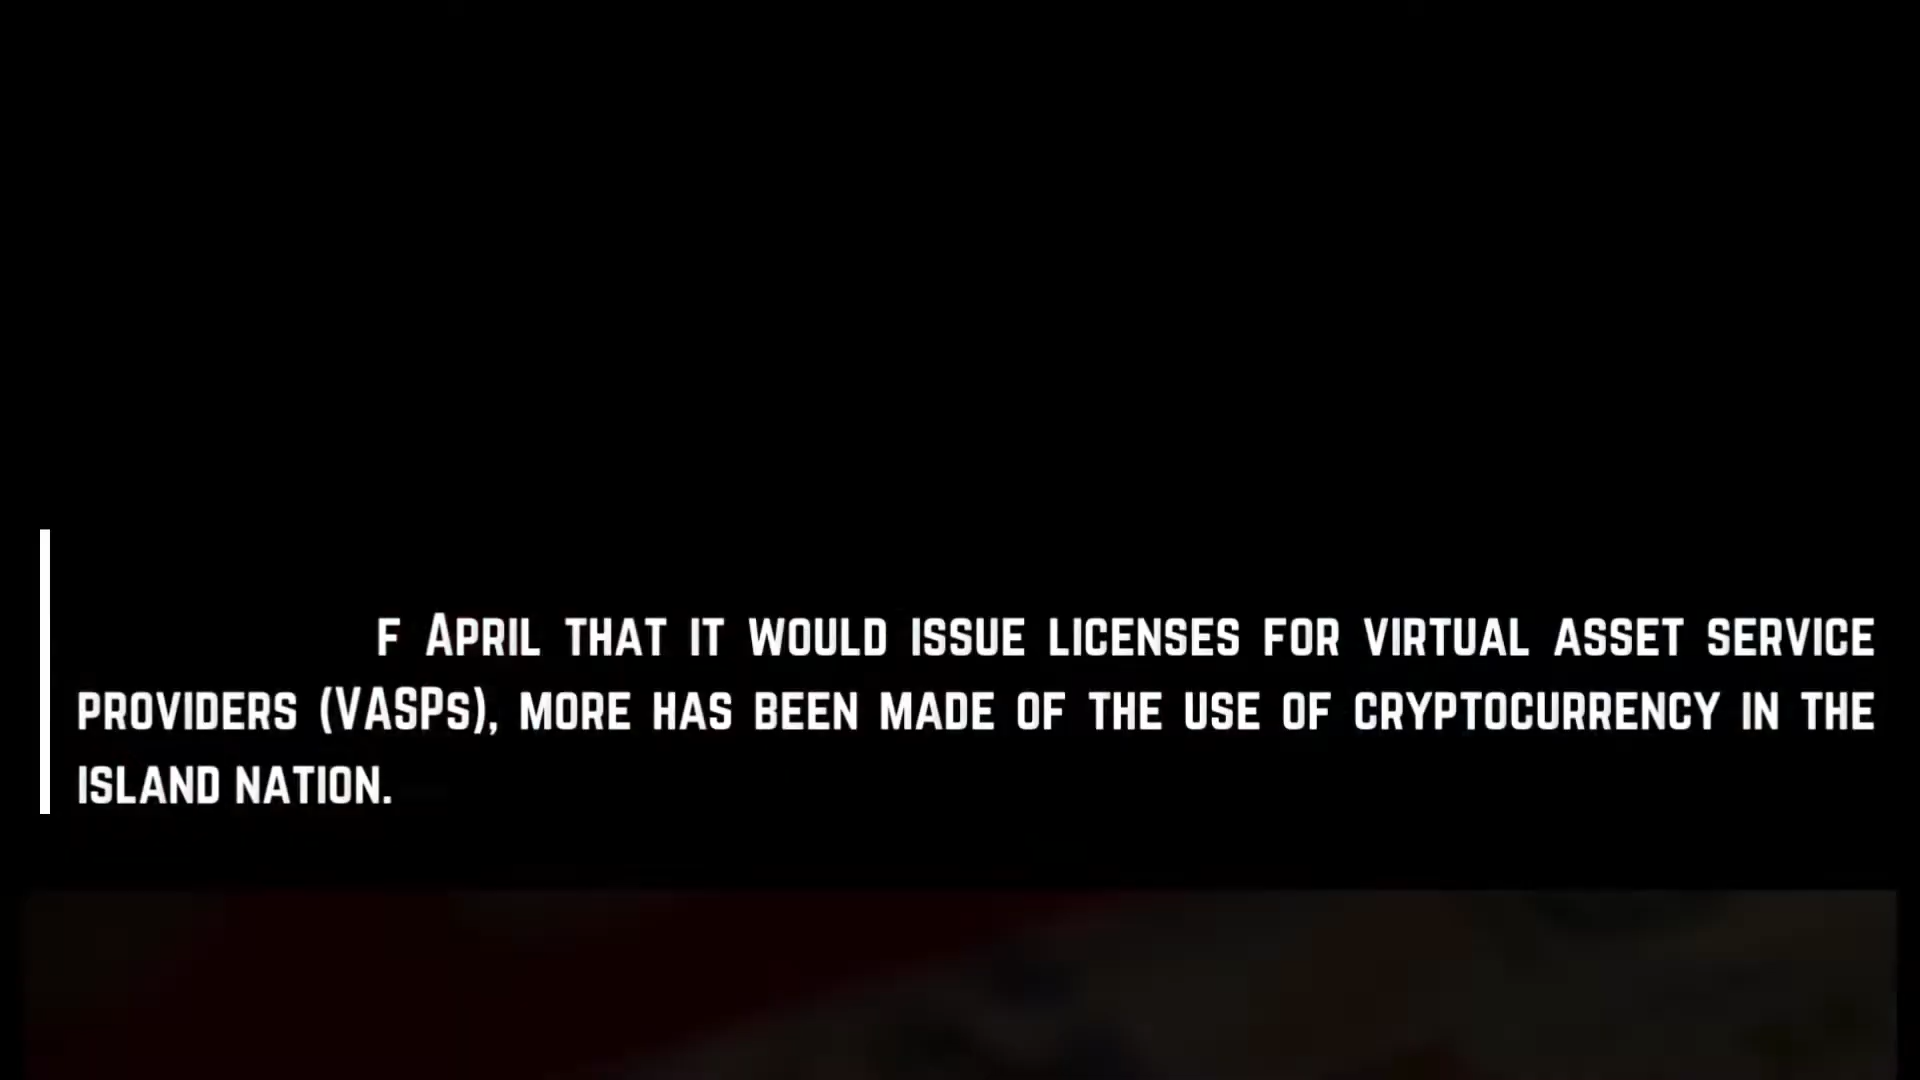 f April that it would issue licenses for virtual asset service
providers (VASPs), more has been made of the use of cryptocurrency in the
island nation.